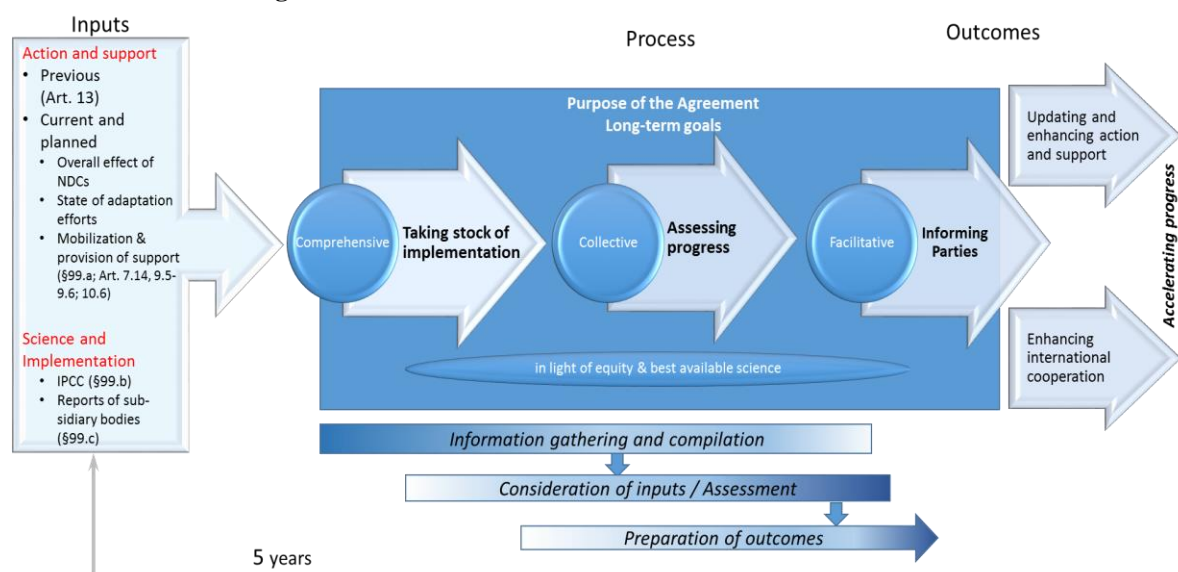 Inputs
Process
Outcomes
Action and support
• Previous
(Art. 13)
• Current and
planned
• Overall effect of
NDCs
• State of adaptation
efforts
• Mobilization &
provision of support
(§99.a; Art. 7.14, 9.5-
9.6; 10.6)
Science and
Implementation
• IPCC (§99.b)
• Reports of sub-
sidiary bodies
(§99.c)
Purpose of the Agreement
Long-term goals
Comprehensive
Taking stock of
implementation
Collective
Assessing
progress
Facilitative
Informing
Parties
in light of equity & best available science
Updating and
enhancing action
and support
Enhancing
international
cooperation
Accelerating progress
Information gathering and compilation
Consideration of inputs / Assessment
Preparation of outcomes
5 years